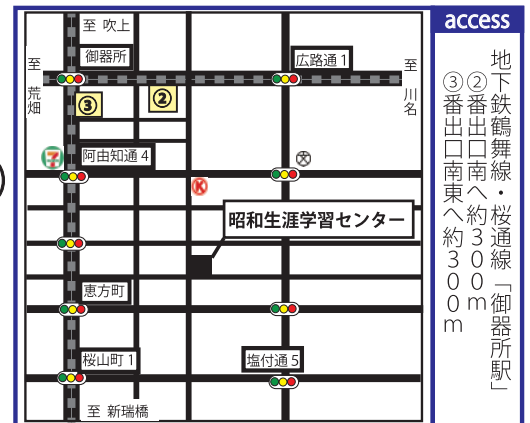 至 吹上
御器所
広路通1
至 荒畑
至 川名
③
②
7
文
阿由知通4
K
昭和生涯学習センター
恵方町
桜山町1
塩付通5
至 新瑞橋
access
地下鉄鶴舞線・桜通線「御器所駅」
②番出口南へ約300m
③番出口南東へ約300m